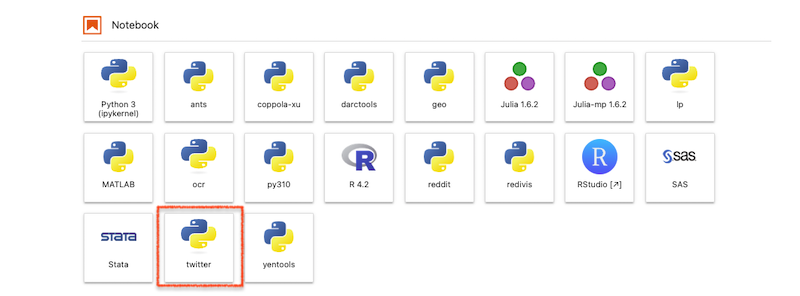 Notebook
Python 3
(ipykernel)
ants
coppola-xu
darctools
geo
Julia 1.6.2
Julia-mp 1.6.2
lp
MATLAB
ocr
py310
R
R 4.2
reddit
redivis
R
RStudio [↗]
sas
SAS
STATA
Stata
twitter
yentools